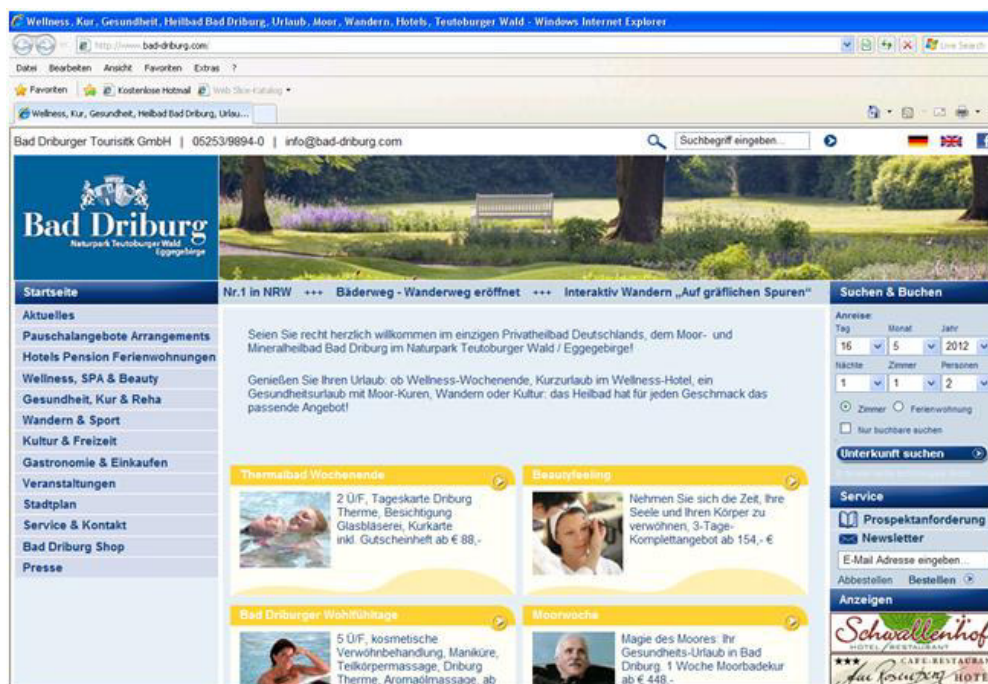 Wellness, Kur, Gesundheit, Heilbad Bad Driburg, Urlaub, Moor, Wandern, Hotels, Teutoburger Wald - Windows Internet Explorer
http://www.bad-driburg.com
Live Search
Datei Bearbeiten Ansicht Favoriten Extras ?
Favoriten Kostenlose Hotmail Web Slice-Katalog
Wellness, Kur, Gesundheit, Heilbad Bad Driburg, Urlau...
Bad Driburger Tourisitk GmbH | 05253/9894-0 | info@bad-driburg.com
Suchbegriff eingeben...
Bad Driburg
Naturpark Teutoburger Wald
Eggegebirge
Startseite
Aktuelles
Pauschalangebote Arrangements
Hotels Pension Ferienwohnungen
Wellness, SPA & Beauty
Gesundheit, Kur & Reha
Wandern & Sport
Kultur & Freizeit
Gastronomie & Einkaufen
Veranstaltungen
Stadtplan
Service & Kontakt
Bad Driburg Shop
Presse
Nr.1 in NRW +++ Bäderweg - Wanderweg eröffnet +++ Interaktiv Wandern „Auf gräflichen Spuren“
Seien Sie recht herzlich willkommen im einzigen Privatheilbad Deutschlands, dem Moor- und
Mineralheilbad Bad Driburg im Naturpark Teutoburger Wald / Eggegebirge!
Genießen Sie Ihren Urlaub: ob Wellness-Wochenende, Kurzurlaub im Wellness-Hotel, ein
Gesundheitsurlaub mit Moor-Kuren, Wandern oder Kultur: das Heilbad hat für jeden Geschmack das
passende Angebot!
Thermalbad Wochenende
2 Ü/F, Tageskarte Driburg
Therme, Besichtigung
Glasbläserei, Kurkarte
inkl. Gutscheinheft ab € 88,-
Beautyfeeling
Nehmen Sie sich die Zeit, Ihre
Seele und Ihren Körper zu
verwöhnen, 3-Tage-
Komplettangebot ab 154,- €
Bad Driburger Wohlfühltage
5 Ü/F, kosmetische
Verwöhnbehandlung, Maniküre,
Teilkörpermassage, Driburg
Therme, Aromaölmassage, ab
Moorwoche
Magie des Moores: Ihr
Gesundheits-Urlaub in Bad
Driburg. 1 Woche Moorbadekur
ab € 448,-
Suchen & Buchen
Anreise:
Tag Monat Jahr
16 5 2012
Nächte Zimmer Personen
1 1 2
Zimmer Ferienwohnung
Nur buchbare suchen
Unterkunft suchen
Service
Prospektanforderung
Newsletter
E-Mail Adresse eingeben...
Abbestellen Bestellen
Anzeigen
Schwallenhof
HOTEL / RESTAURANT
CAFE-RESTAURAN
HOTE